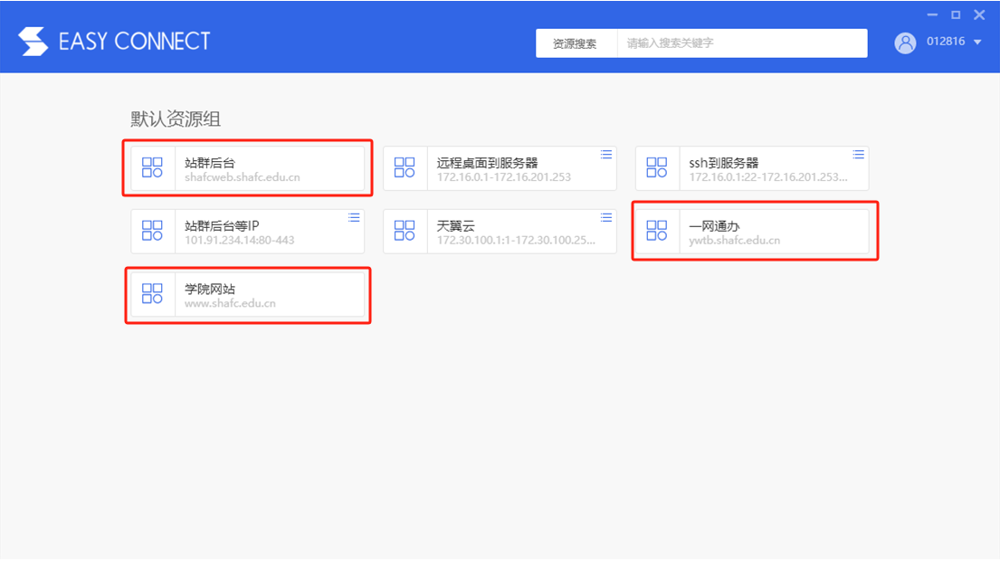 EASY CONNECT
资源搜索 请输入搜索关键字
012816
默认资源组
站群后台
shafcweb.shafc.edu.cn
远程桌面到服务器
172.16.0.1-172.16.201.253
ssh到服务器
172.16.0.1:22-172.16.201.253...
站群后台等IP
101.91.234.14:80-443
天翼云
172.30.100.1:1-172.30.100.25...
一网通办
ywtb.shafc.edu.cn
学院网站
www.shafc.edu.cn